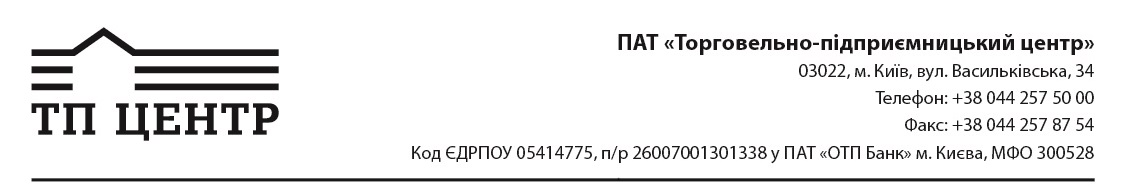 ТП ЦЕНТР
ПАТ «Торговельно-підприємницький центр»
03022, м. Київ, вул. Васильківська, 34
Телефон: +38 044 257 50 00
Факс: +38 044 257 87 54
Код ЄДРПОУ 05414775, п/р 26007001301338 у ПАТ «ОТП Банк» м. Києва, МФО 300528